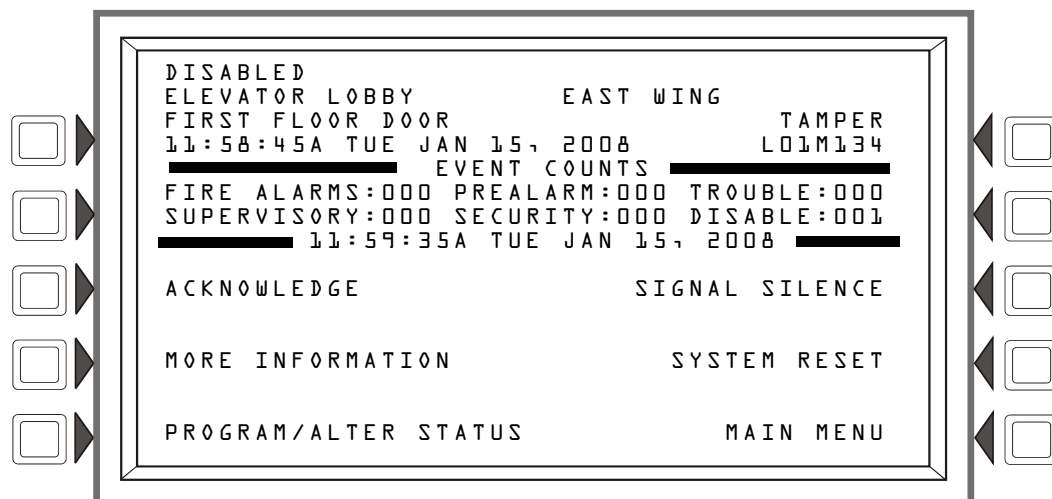 DISABLED
ELEVATOR LOBBY EAST WING
FIRST FLOOR DOOR TAMPER
11:58:45A TUE JAN 15, 2008 L01M134
EVENT COUNTS
FIRE ALARMS:000 PREALARM:000 TROUBLE:000
SUPERVISORY:000 SECURITY:000 DISABLE:001
11:59:35A TUE JAN 15, 2008
ACKNOWLEDGE SIGNAL SILENCE
MORE INFORMATION SYSTEM RESET
PROGRAM/ALTER STATUS MAIN MENU